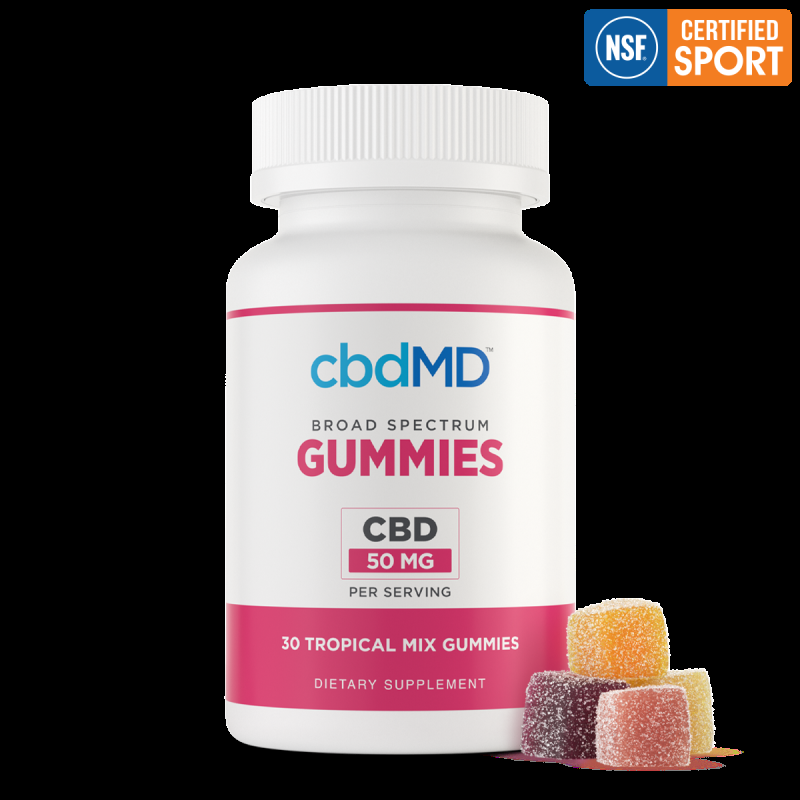 NSF®
CERTIFIED
SPORT
cbdMD™
BROAD SPECTRUM
GUMMIES
CBD
50 MG
PER SERVING
30 TROPICAL MIX GUMMIES
DIETARY SUPPLEMENT